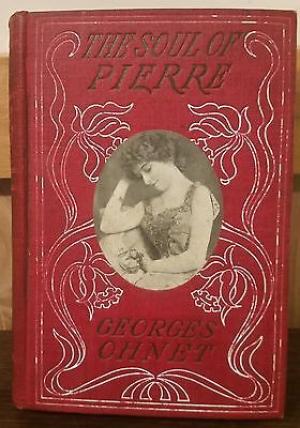 THE SOUL OF
PIERRE
GEORGES
OHNET